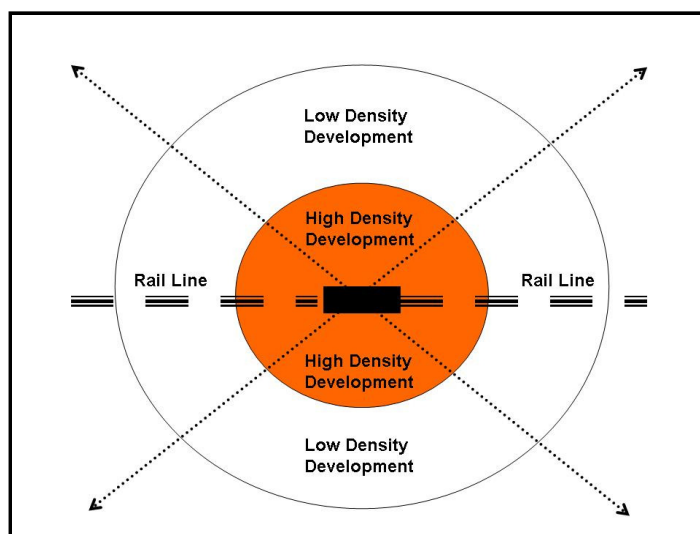 Low Density
Development
High Density
Development
Rail Line
Rail Line
High Density
Development
Low Density
Development